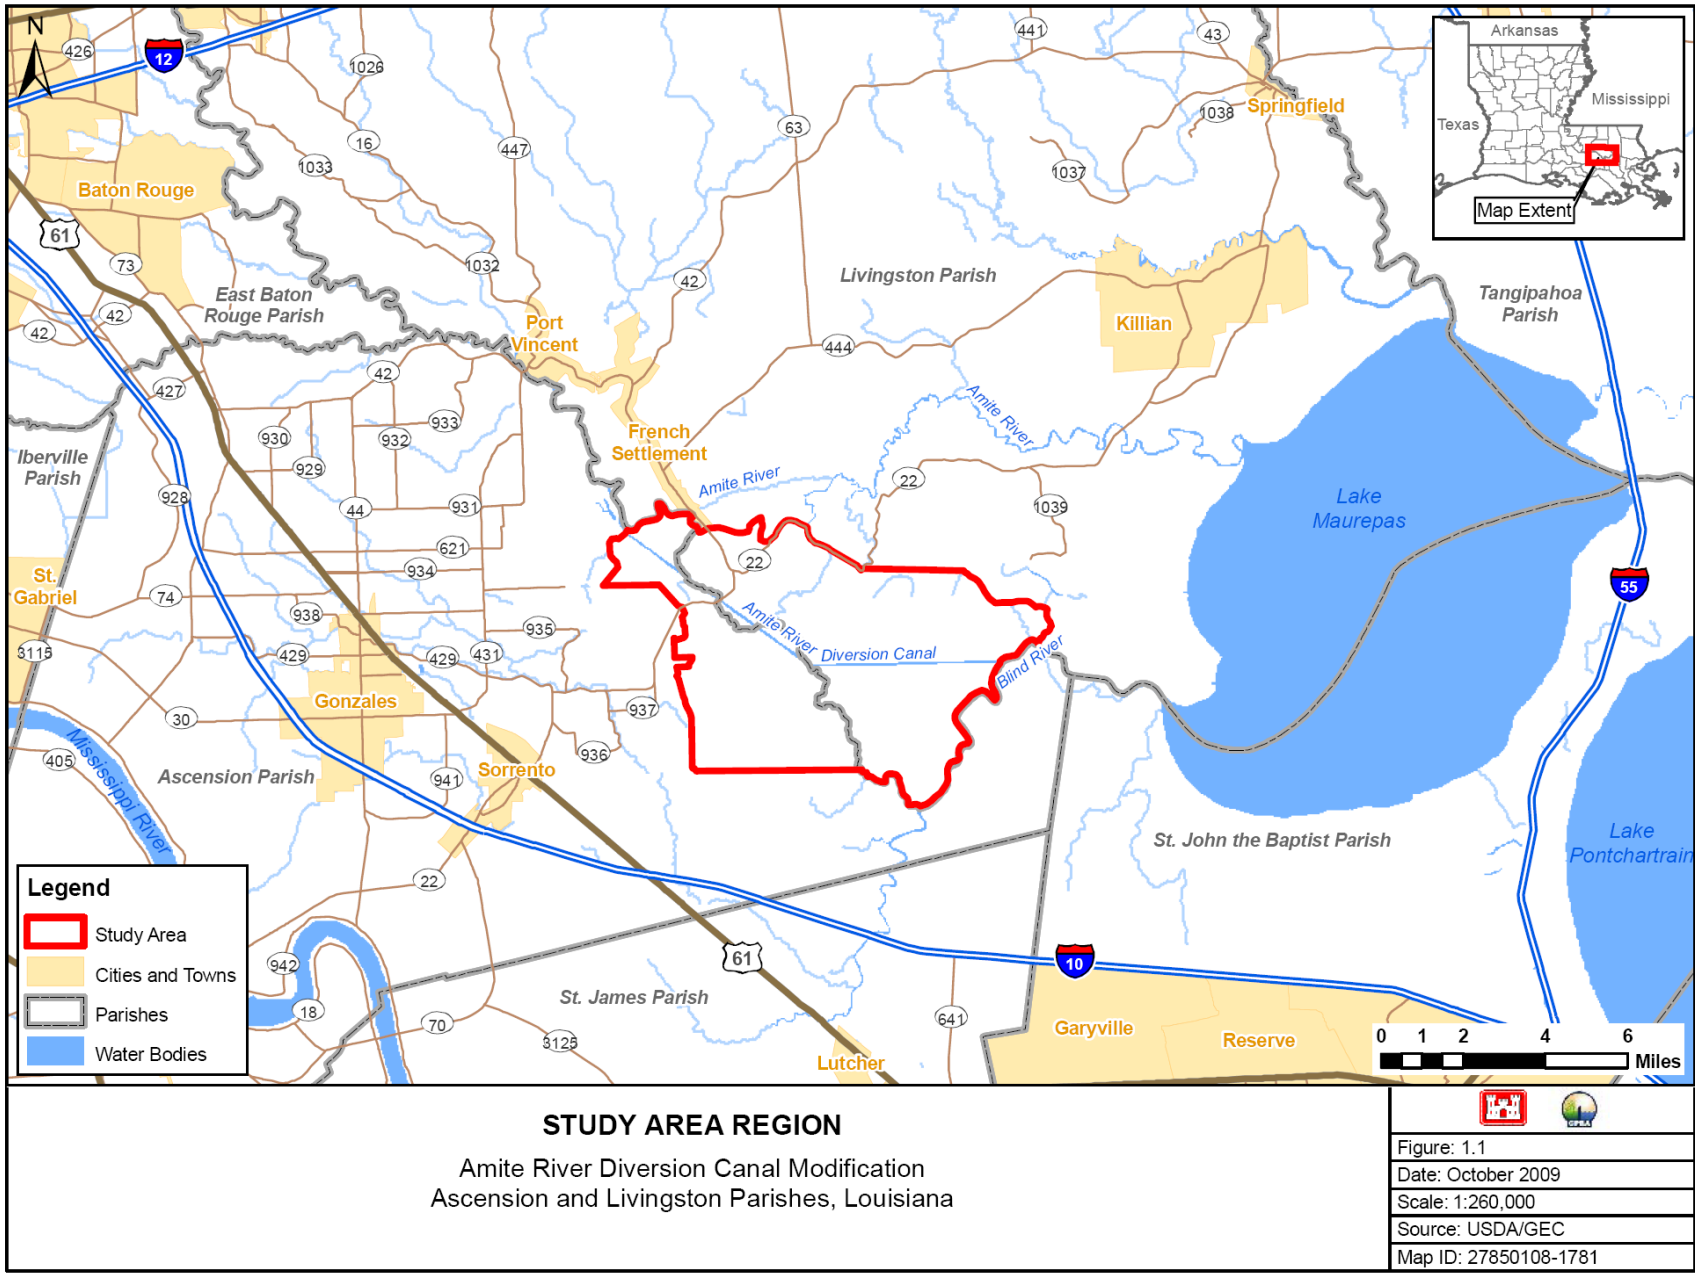 N
12
426
1026
441
43
Arkansas
Mississippi
Texas
Map Extent
Springfield
1038
63
16
447
1033
1037
Baton Rouge
61
73
1032
42
Livingston Parish
Tangipahoa
Parish
East Baton
Rouge Parish
42
42
Port
Vincent
Killian
444
42
427
933
930
932
929
Amite River
French
Settlement
Iberville
Parish
Amite River
22
928
44
931
1039
Lake
Maurepas
621
22
934
St.
Gabriel
74
938
55
935
Amite River
Diversion Canal
Blind River
3115
429
429
431
Gonzales
937
30
936
Mississippi River
405
Ascension Parish
941
Sorrento
St. John the Baptist Parish
Lake
Pontchartrain
22
Legend
Study Area
Cities and Towns
Parishes
Water Bodies
942
18
70
3125
61
10
St. James Parish
641
Garyville
Reserve
Lutcher
0 1 2 4 6
Miles
STUDY AREA REGION
Amite River Diversion Canal Modification
Ascension and Livingston Parishes, Louisiana
Figure: 1.1
Date: October 2009
Scale: 1:260,000
Source: USDA/GEC
Map ID: 27850108-1781